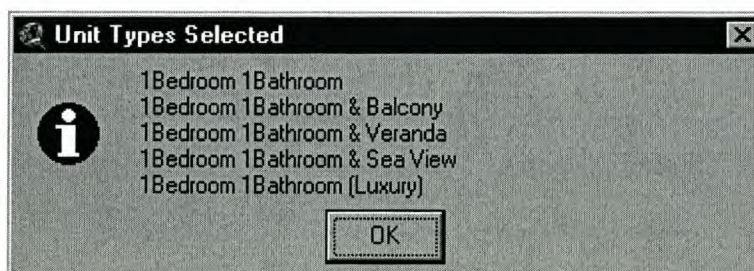 Unit Types Selected
1Bedroom 1Bathroom
1Bedroom 1Bathroom & Balcony
1Bedroom 1Bathroom & Veranda
1Bedroom 1Bathroom & Sea View
1Bedroom 1Bathroom (Luxury)
OK